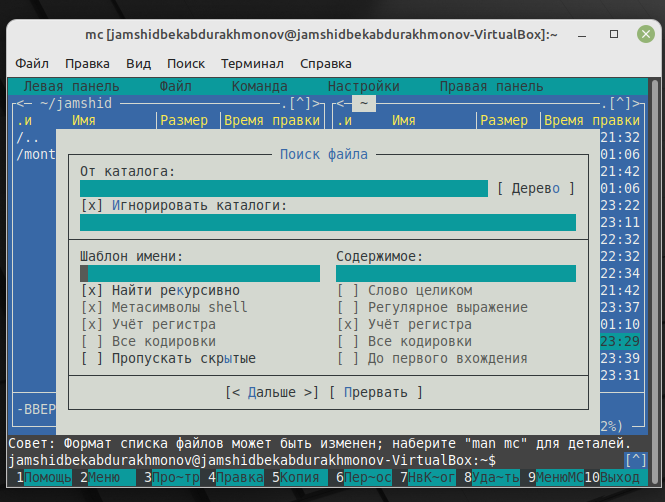 mc [jamshidbekabdurakhmonov@jamshidbekabdurakhmonov-VirtualBox]:~
Файл Правка Вид Поиск Терминал Справка
Левая панель Файл Команда Настройки Правая панель
<— ~/jamshid .[^]> <— ~ .[^]>
.и Имя Размер Время правки .и Имя Размер Время правки
/.. 21:32
/mont 01:06
Поиск файла
21:42
От каталога:
01:06
[ Дерево ]
[x] Игнорировать каталоги:
23:22
23:11
22:32
Шаблон имени: Содержимое: 22:32
22:34
[x] Найти рекурсивно [ ] Слово целиком 21:42
[x] Метасимволы shell [ ] Регулярное выражение 23:37
[x] Учёт регистра [x] Учёт регистра 01:10
[ ] Все кодировки [ ] Все кодировки 23:29
[ ] Пропускать скрытые [ ] До первого вхождения 23:39
23:31
[< Дальше >] [ Прервать ]
-ВВЕР
2%)
Совет: Формат списка файлов может быть изменен; наберите "man mc" для деталей.
jamshidbekabdurakhmonov@jamshidbekabdurakhmonov-VirtualBox:~$ [^]
1Помощь 2Меню 3Про~тр 4Правка 5Копия 6Пер~ос 7НвК~ог 8Уда~ть 9МенюMC 10Выход